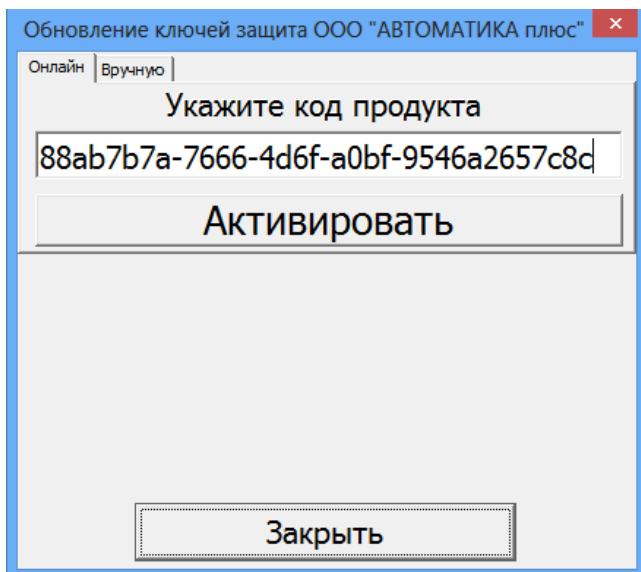 Обновление ключей защита ООО "АВТОМАТИКА плюс"
Онлайн Вручную
Укажите код продукта
88ab7b7a-7666-4d6f-a0bf-9546a2657c8c
Активировать
Закрыть